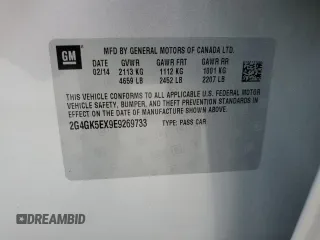 GM
MFD BY GENERAL MOTORS OF CANADA LTD.
DATE GVWR GAWR FRT GAWR RR
02/14 2113 KG 1112 KG 1001 KG
4659 LB 2452 LB 2207 LB
THIS VEHICLE CONFORMS TO ALL APPLICABLE U.S. FEDERAL MOTOR
VEHICLE SAFETY, BUMPER, AND THEFT PREVENTION STANDARDS IN
EFFECT ON THE DATE OF MANUFACTURE SHOWN ABOVE.
2G4GK5EX9E9269733 TYPE: PASS CAR
DREAMBID